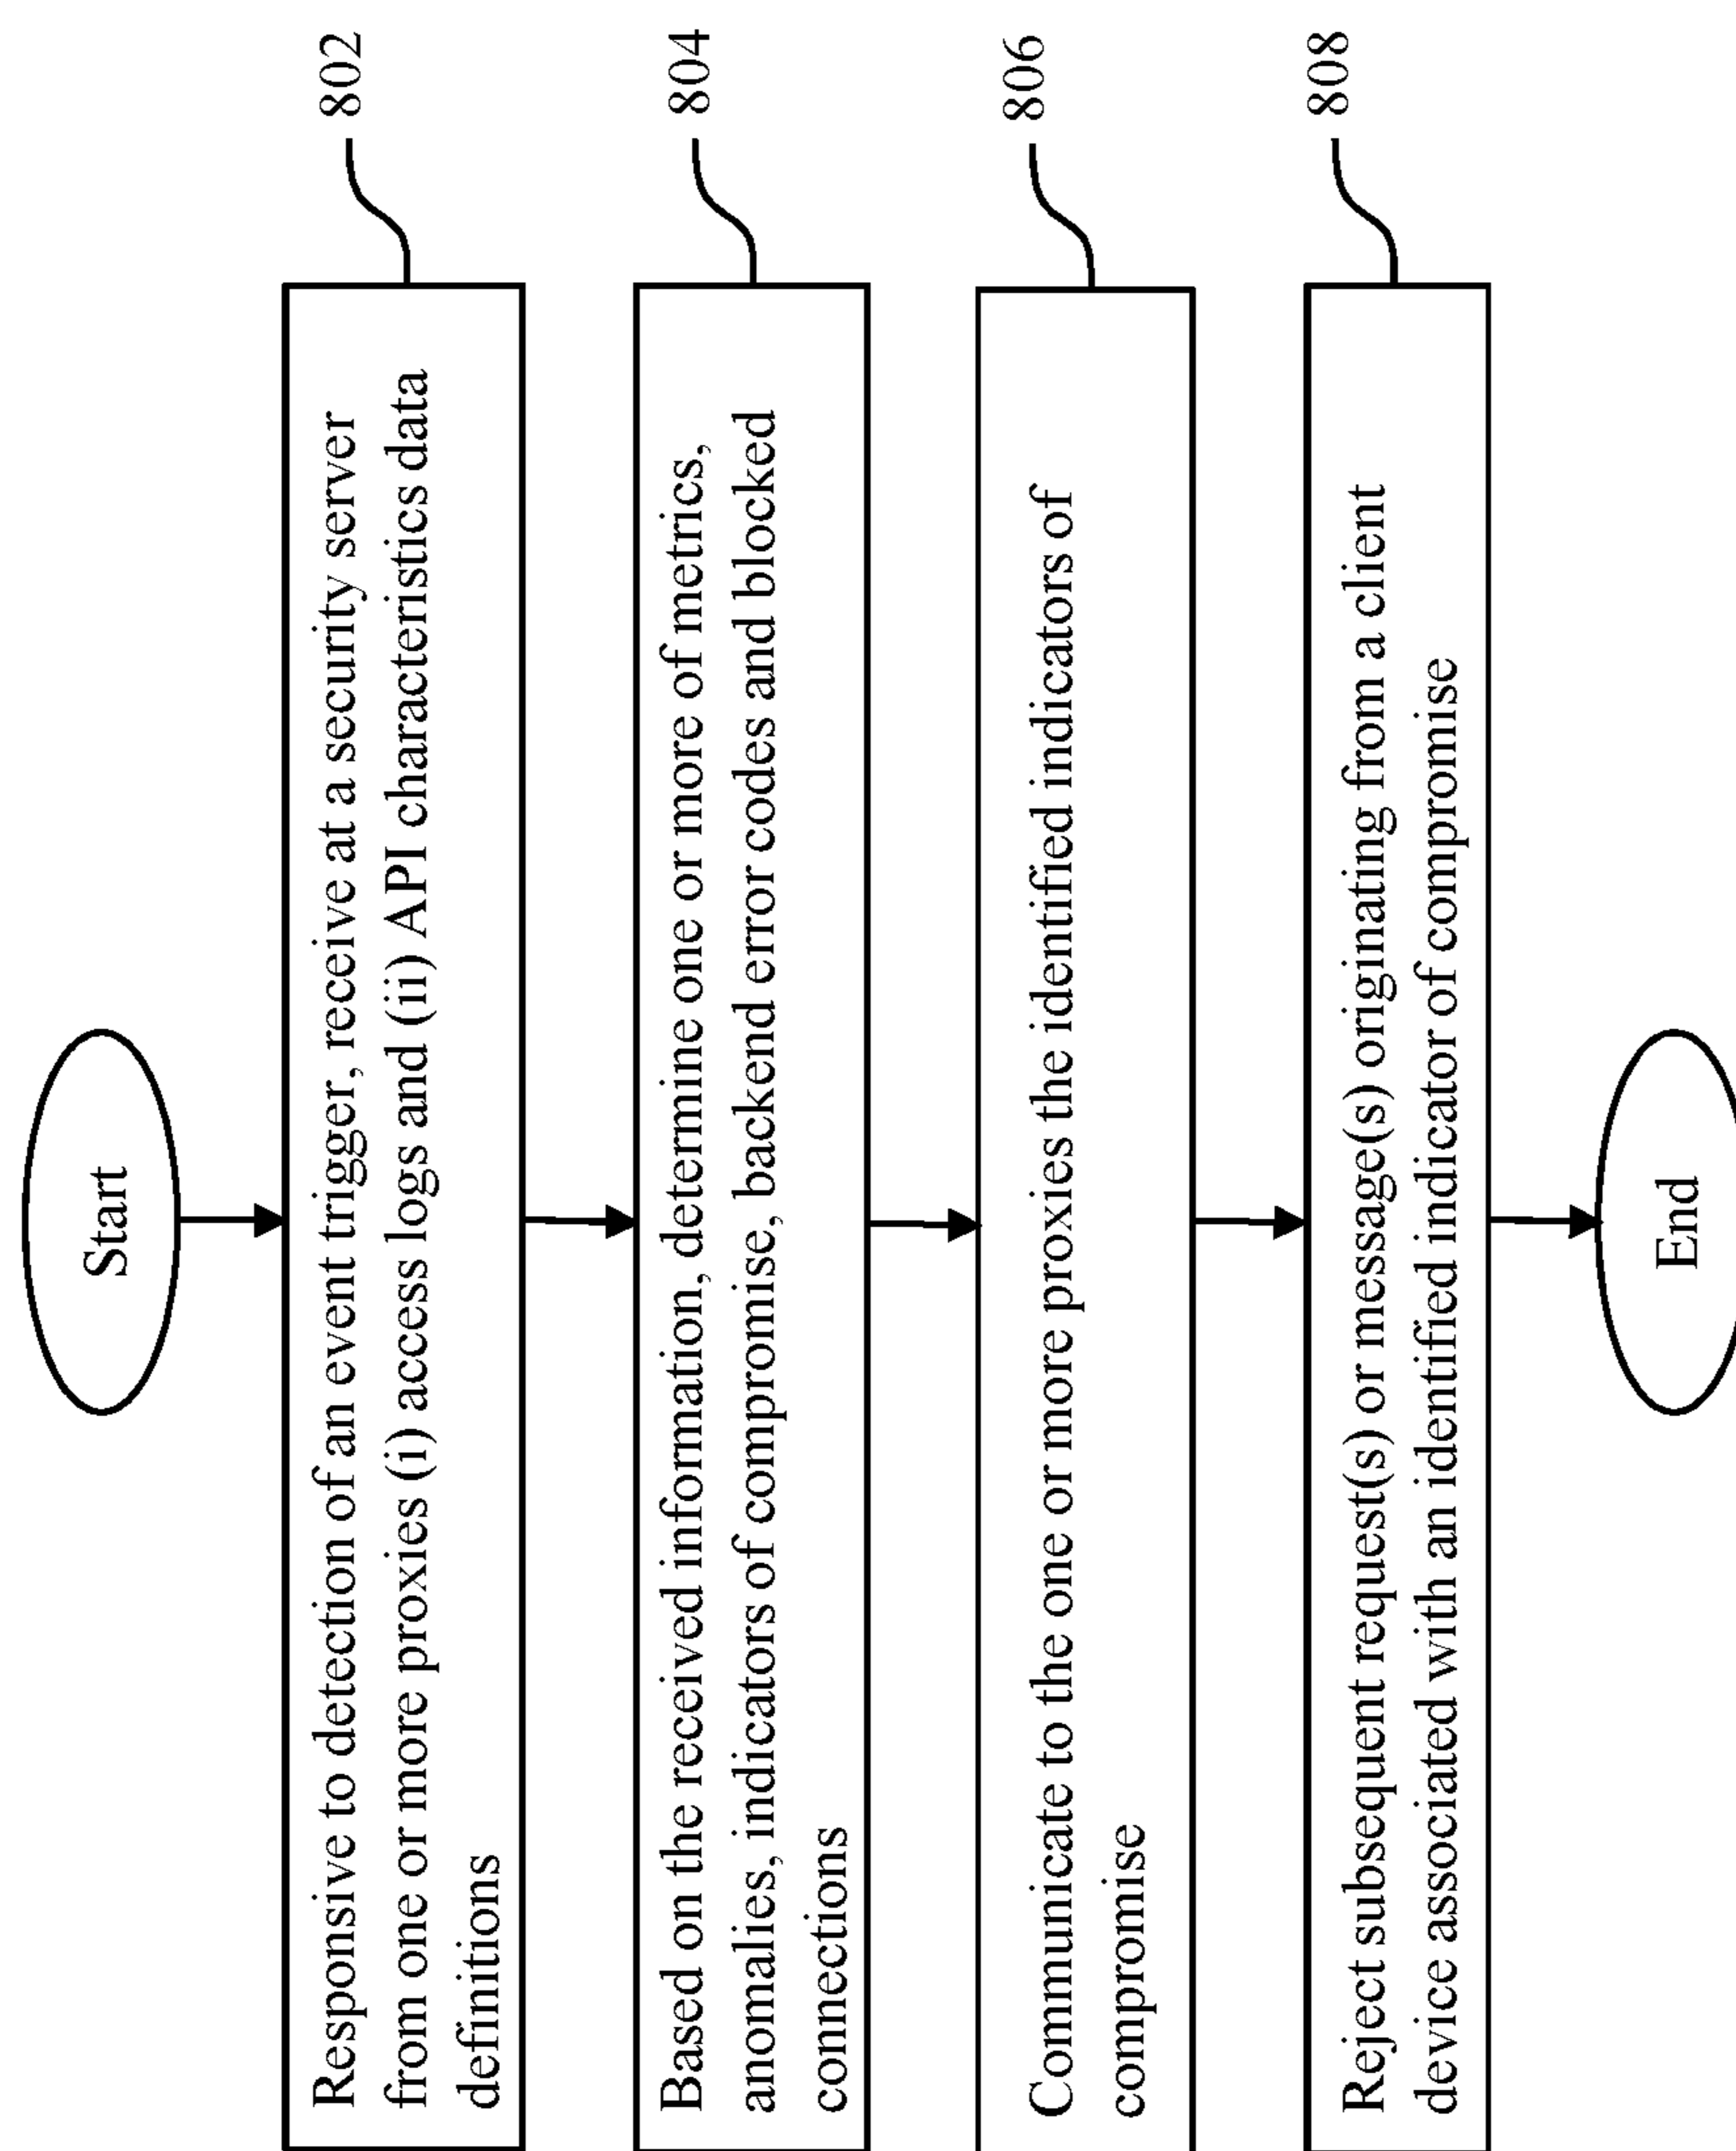 Start
Responsive to detection of an event trigger, receive at a security server
from one or more proxies (i) access logs and (ii) API characteristics data
definitions
802
Based on the received information, determine one or more of metrics,
anomalies, indicators of compromise, backend error codes and blocked
connections
804
Communicate to the one or more proxies the identified indicators of
compromise
806
Reject subsequent request(s) or message(s) originating from a client
device associated with an identified indicator of compromise
808
End